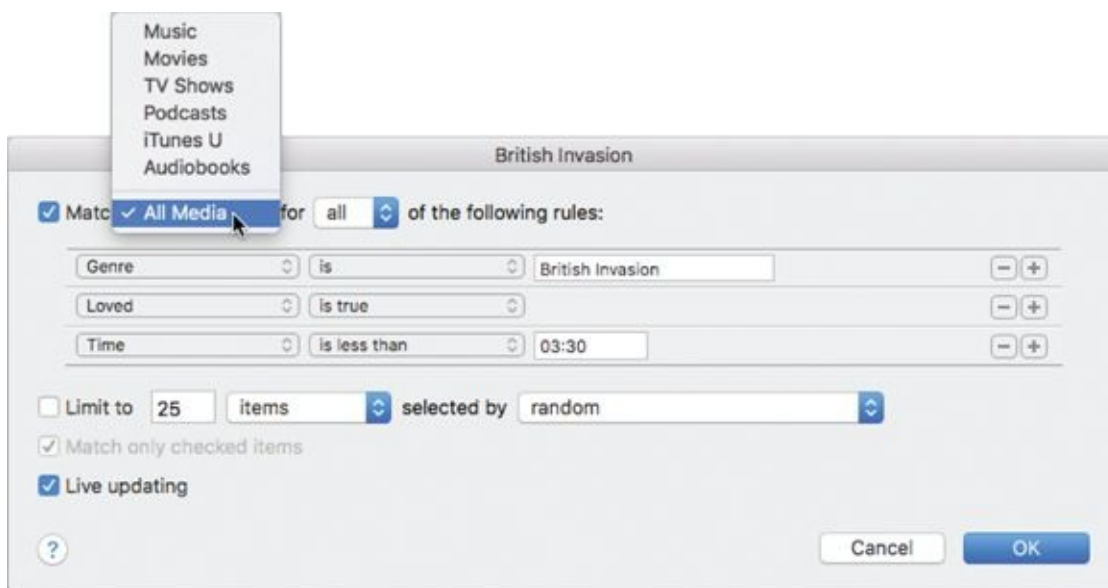 Music
Movies
TV Shows
Podcasts
iTunes U
Audiobooks
British Invasion
Matc ✓ All Media for all of the following rules:
Genre is British Invasion − +
Loved is true − +
Time is less than 03:30 − +
Limit to 25 items selected by random
Match only checked items
Live updating
? Cancel OK